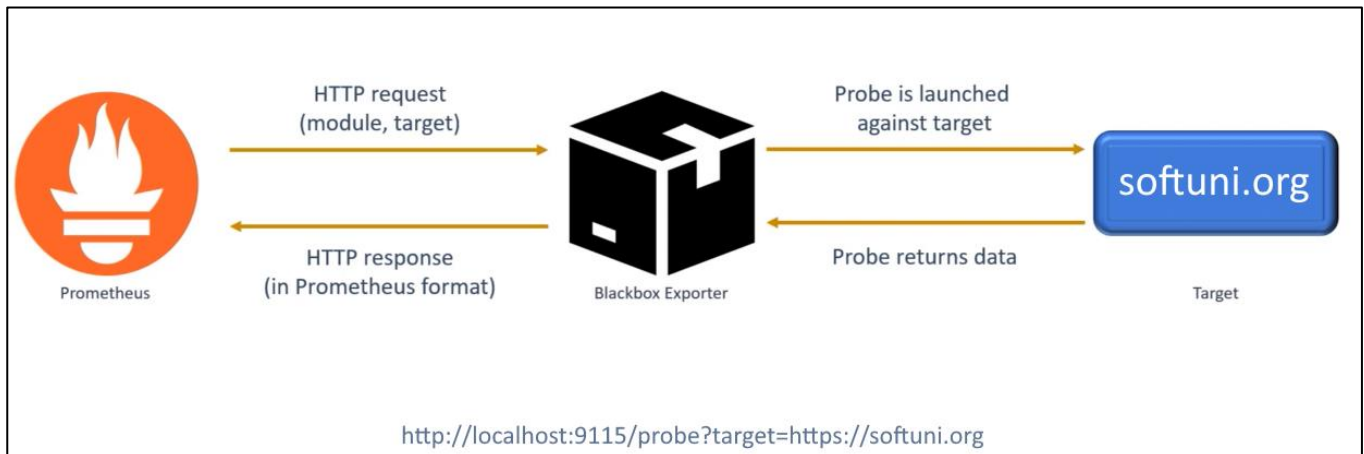 HTTP request
(module, target)
Probe is launched
against target
softuni.org
HTTP response
(in Prometheus format)
Probe returns data
Prometheus
Blackbox Exporter
Target
http://localhost:9115/probe?target=https://softuni.org